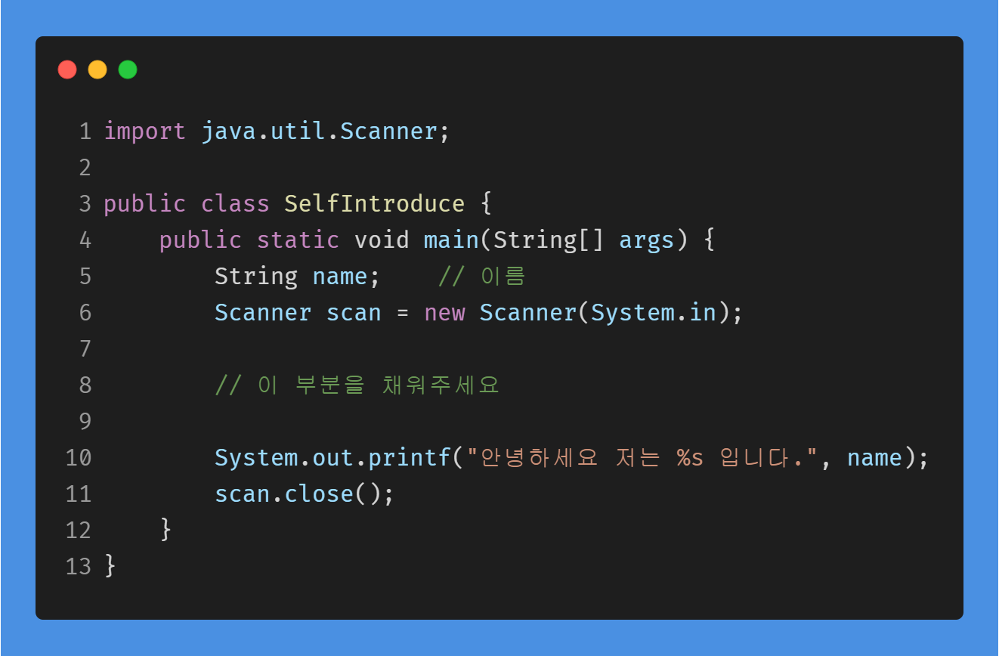 1 import java.util.Scanner;
2
3 public class SelfIntroduce {
4     public static void main(String[] args) {
5         String name;    // 이름
6         Scanner scan = new Scanner(System.in);
7
8         // 이 부분을 채워주세요
9
10         System.out.printf("안녕하세요 저는 %s 입니다.", name);
11         scan.close();
12     }
13 }